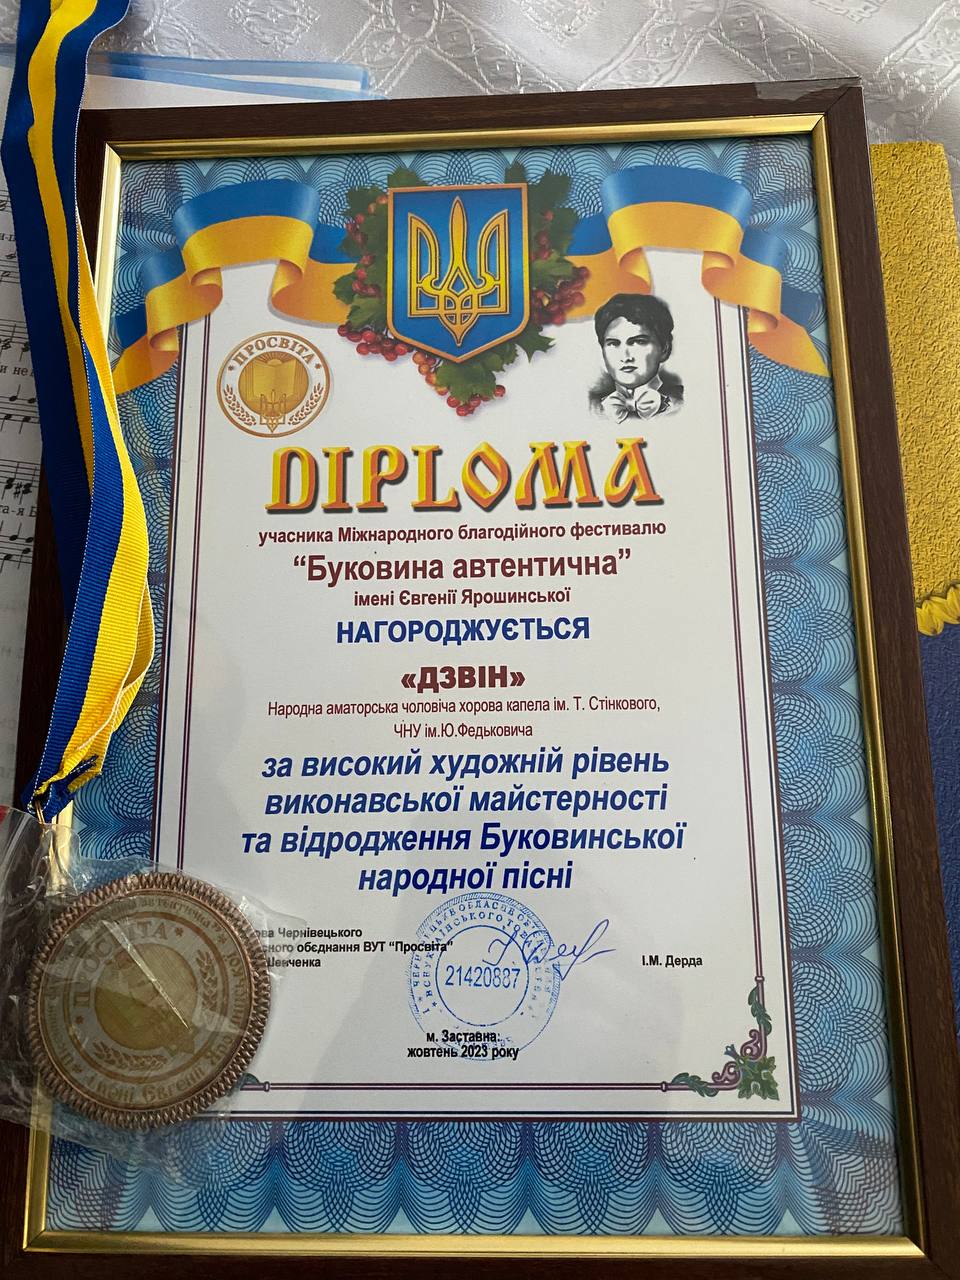 ПРОСВІТА
DIPLOMA
учасника Міжнародного благодійного фестивалю
“Буковина автентична”
імені Євгенії Ярошинської
НАГОРОДЖУЄТЬСЯ
«ДЗВІН»
Народна аматорська чоловіча хорова капела ім. Т. Стінкового,
ЧНУ ім.Ю.Федьковича
за високий художній рівень
виконавської майстерності
та відродження Буковинської
народної пісні
Чернівецького
обєднання ВУТ “Просвіта”
Шевченка
21420887
І.М. Дерда
м. Заставна:
жовтень 2023 року
ПРОСВІТА